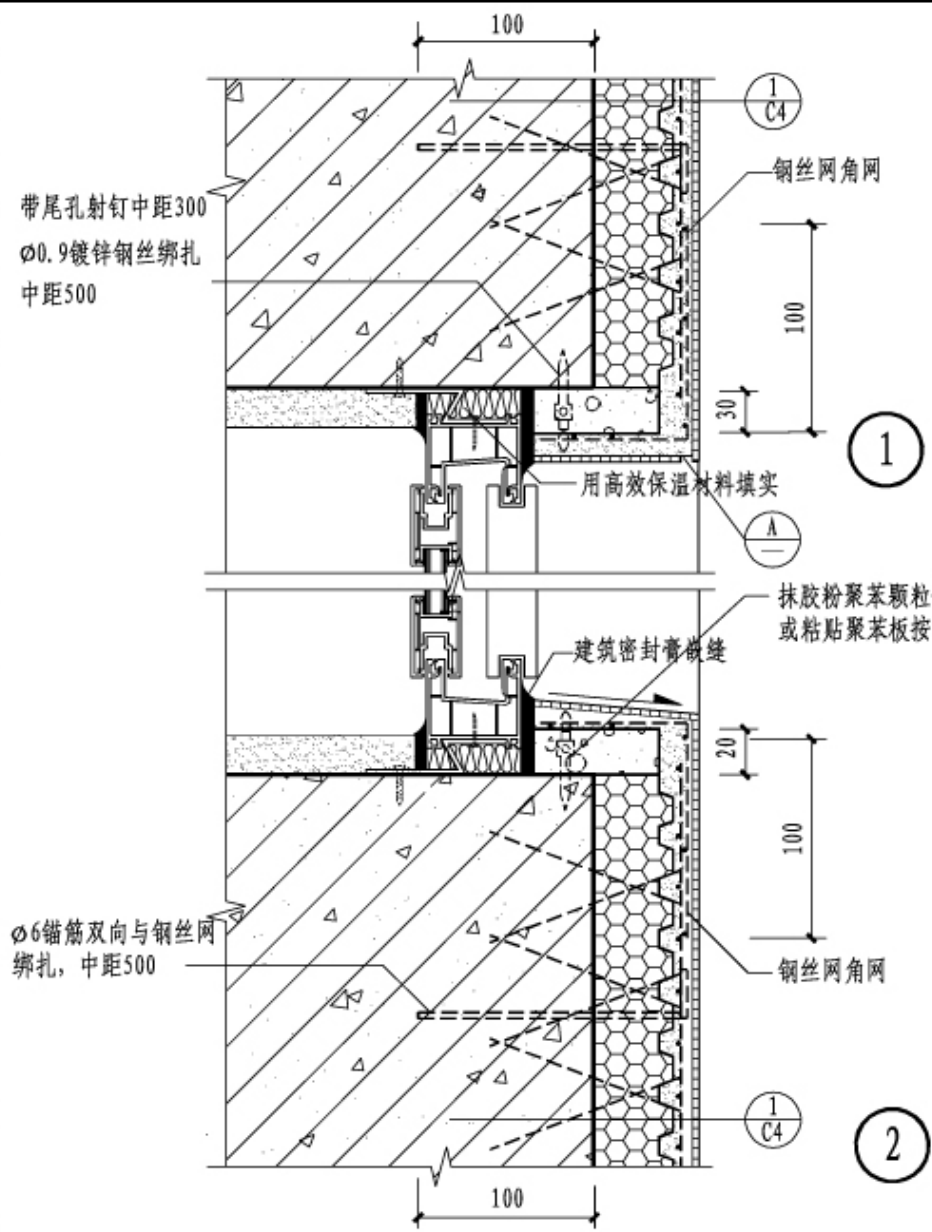 100
1
C4
钢丝网角网
带尾孔射钉中距300
Ø0.9镀锌钢丝绑扎
中距500
100
30
1
用高效保温材料填实
A
抹胶粉聚苯颗粒
或粘贴聚苯板按
建筑密封膏嵌缝
20
100
Ø6锚筋双向与钢丝网
绑扎，中距500
钢丝网角网
1
C4
2
100